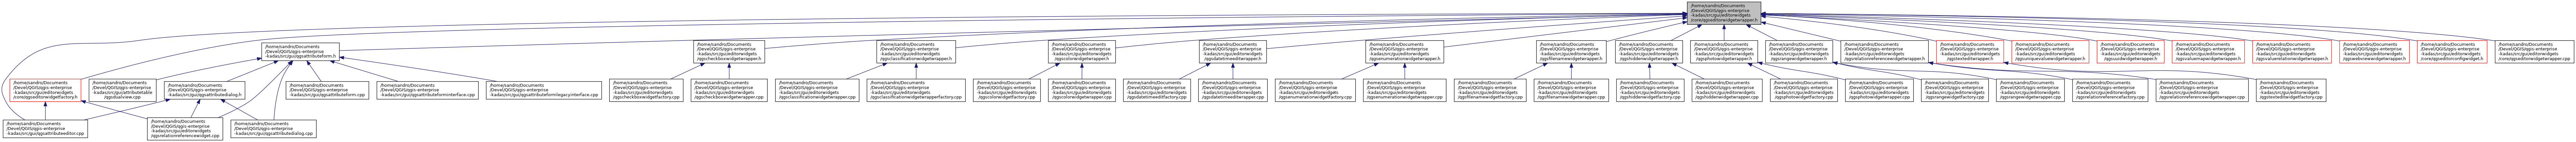 /home/sandro/Documents
/Devel/QGIS/qgis-enterprise
-kadas/src/gui/editorwidgets
/core/qgseditorwidgetwrapper.h
/home/sandro/Documents
/Devel/QGIS/qgis-enterprise
-kadas/src/gui/qgsattributeform.h
/home/sandro/Documents
/Devel/QGIS/qgis-enterprise
-kadas/src/gui/editorwidgets
/qgscheckboxwidgetwrapper.h
/home/sandro/Documents
/Devel/QGIS/qgis-enterprise
-kadas/src/gui/editorwidgets
/qgsclassificationwidgetwrapper.h
/home/sandro/Documents
/Devel/QGIS/qgis-enterprise
-kadas/src/gui/editorwidgets
/qgscolorwidgetwrapper.h
/home/sandro/Documents
/Devel/QGIS/qgis-enterprise
-kadas/src/gui/editorwidgets
/qgsdatetimeeditwrapper.h
/home/sandro/Documents
/Devel/QGIS/qgis-enterprise
-kadas/src/gui/editorwidgets
/qgsenumerationwidgetwrapper.h
/home/sandro/Documents
/Devel/QGIS/qgis-enterprise
-kadas/src/gui/editorwidgets
/qgsfilenamewidgetwrapper.h
/home/sandro/Documents
/Devel/QGIS/qgis-enterprise
-kadas/src/gui/editorwidgets
/qgshiddenwidgetwrapper.h
/home/sandro/Documents
/Devel/QGIS/qgis-enterprise
-kadas/src/gui/editorwidgets
/qgsphotowidgetwrapper.h
/home/sandro/Documents
/Devel/QGIS/qgis-enterprise
-kadas/src/gui/editorwidgets
/qgsrangewidgetwrapper.h
/home/sandro/Documents
/Devel/QGIS/qgis-enterprise
-kadas/src/gui/editorwidgets
/qgsrelationreferencewidgetwrapper.h
/home/sandro/Documents
/Devel/QGIS/qgis-enterprise
-kadas/src/gui/editorwidgets
/qgstexteditwrapper.h
/home/sandro/Documents
/Devel/QGIS/qgis-enterprise
-kadas/src/gui/editorwidgets
/qgsuniquevaluewidgetwrapper.h
/home/sandro/Documents
/Devel/QGIS/qgis-enterprise
-kadas/src/gui/editorwidgets
/qgsuuidwidgetwrapper.h
/home/sandro/Documents
/Devel/QGIS/qgis-enterprise
-kadas/src/gui/editorwidgets
/qgsvaluemapwidgetwrapper.h
/home/sandro/Documents
/Devel/QGIS/qgis-enterprise
-kadas/src/gui/editorwidgets
/qgsvaluerelationwidgetwrapper.h
/home/sandro/Documents
/Devel/QGIS/qgis-enterprise
-kadas/src/gui/editorwidgets
/qgswebviewwidgetwrapper.h
/home/sandro/Documents
/Devel/QGIS/qgis-enterprise
-kadas/src/gui/editorwidgets
/core/qgseditorconfigwidget.h
/home/sandro/Documents
/Devel/QGIS/qgis-enterprise
-kadas/src/gui/editorwidgets
/core/qgseditorwidgetwrapper.cpp
/home/sandro/Documents
/Devel/QGIS/qgis-enterprise
-kadas/src/gui/editorwidgets
/core/qgseditorwidgetfactory.h
/home/sandro/Documents
/Devel/QGIS/qgis-enterprise
-kadas/src/gui/attributetable
/qgsdualview.cpp
/home/sandro/Documents
/Devel/QGIS/qgis-enterprise
-kadas/src/gui/qgsattributedialog.h
/home/sandro/Documents
/Devel/QGIS/qgis-enterprise
-kadas/src/gui/qgsattributeform.cpp
/home/sandro/Documents
/Devel/QGIS/qgis-enterprise
-kadas/src/gui/qgsattributeforminterface.cpp
/home/sandro/Documents
/Devel/QGIS/qgis-enterprise
-kadas/src/gui/qgsattributeformlegacyinterface.cpp
/home/sandro/Documents
/Devel/QGIS/qgis-enterprise
-kadas/src/gui/editorwidgets
/qgscheckboxwidgetfactory.cpp
/home/sandro/Documents
/Devel/QGIS/qgis-enterprise
-kadas/src/gui/editorwidgets
/qgscheckboxwidgetwrapper.cpp
/home/sandro/Documents
/Devel/QGIS/qgis-enterprise
-kadas/src/gui/editorwidgets
/qgsclassificationwidgetwrapper.cpp
/home/sandro/Documents
/Devel/QGIS/qgis-enterprise
-kadas/src/gui/editorwidgets
/qgsclassificationwidgetwrapperfactory.cpp
/home/sandro/Documents
/Devel/QGIS/qgis-enterprise
-kadas/src/gui/editorwidgets
/qgscolorwidgetfactory.cpp
/home/sandro/Documents
/Devel/QGIS/qgis-enterprise
-kadas/src/gui/editorwidgets
/qgscolorwidgetwrapper.cpp
/home/sandro/Documents
/Devel/QGIS/qgis-enterprise
-kadas/src/gui/editorwidgets
/qgsdatetimeeditfactory.cpp
/home/sandro/Documents
/Devel/QGIS/qgis-enterprise
-kadas/src/gui/editorwidgets
/qgsdatetimeeditwrapper.cpp
/home/sandro/Documents
/Devel/QGIS/qgis-enterprise
-kadas/src/gui/editorwidgets
/qgsenumerationwidgetfactory.cpp
/home/sandro/Documents
/Devel/QGIS/qgis-enterprise
-kadas/src/gui/editorwidgets
/qgsenumerationwidgetwrapper.cpp
/home/sandro/Documents
/Devel/QGIS/qgis-enterprise
-kadas/src/gui/editorwidgets
/qgsfilenamewidgetfactory.cpp
/home/sandro/Documents
/Devel/QGIS/qgis-enterprise
-kadas/src/gui/editorwidgets
/qgsfilenamewidgetwrapper.cpp
/home/sandro/Documents
/Devel/QGIS/qgis-enterprise
-kadas/src/gui/editorwidgets
/qgshiddenwidgetfactory.cpp
/home/sandro/Documents
/Devel/QGIS/qgis-enterprise
-kadas/src/gui/editorwidgets
/qgshiddenwidgetwrapper.cpp
/home/sandro/Documents
/Devel/QGIS/qgis-enterprise
-kadas/src/gui/editorwidgets
/qgsphotowidgetfactory.cpp
/home/sandro/Documents
/Devel/QGIS/qgis-enterprise
-kadas/src/gui/editorwidgets
/qgsphotowidgetwrapper.cpp
/home/sandro/Documents
/Devel/QGIS/qgis-enterprise
-kadas/src/gui/editorwidgets
/qgsrangewidgetfactory.cpp
/home/sandro/Documents
/Devel/QGIS/qgis-enterprise
-kadas/src/gui/editorwidgets
/qgsrangewidgetwrapper.cpp
/home/sandro/Documents
/Devel/QGIS/qgis-enterprise
-kadas/src/gui/editorwidgets
/qgsrelationreferencefactory.cpp
/home/sandro/Documents
/Devel/QGIS/qgis-enterprise
-kadas/src/gui/editorwidgets
/qgsrelationreferencewidgetwrapper.cpp
/home/sandro/Documents
/Devel/QGIS/qgis-enterprise
-kadas/src/gui/editorwidgets
/qgstexteditwidgetfactory.cpp
/home/sandro/Documents
/Devel/QGIS/qgis-enterprise
-kadas/src/gui/qgsattributeeditor.cpp
/home/sandro/Documents
/Devel/QGIS/qgis-enterprise
-kadas/src/gui/editorwidgets
/qgsrelationreferencewidget.cpp
/home/sandro/Documents
/Devel/QGIS/qgis-enterprise
-kadas/src/gui/qgsattributedialog.cpp